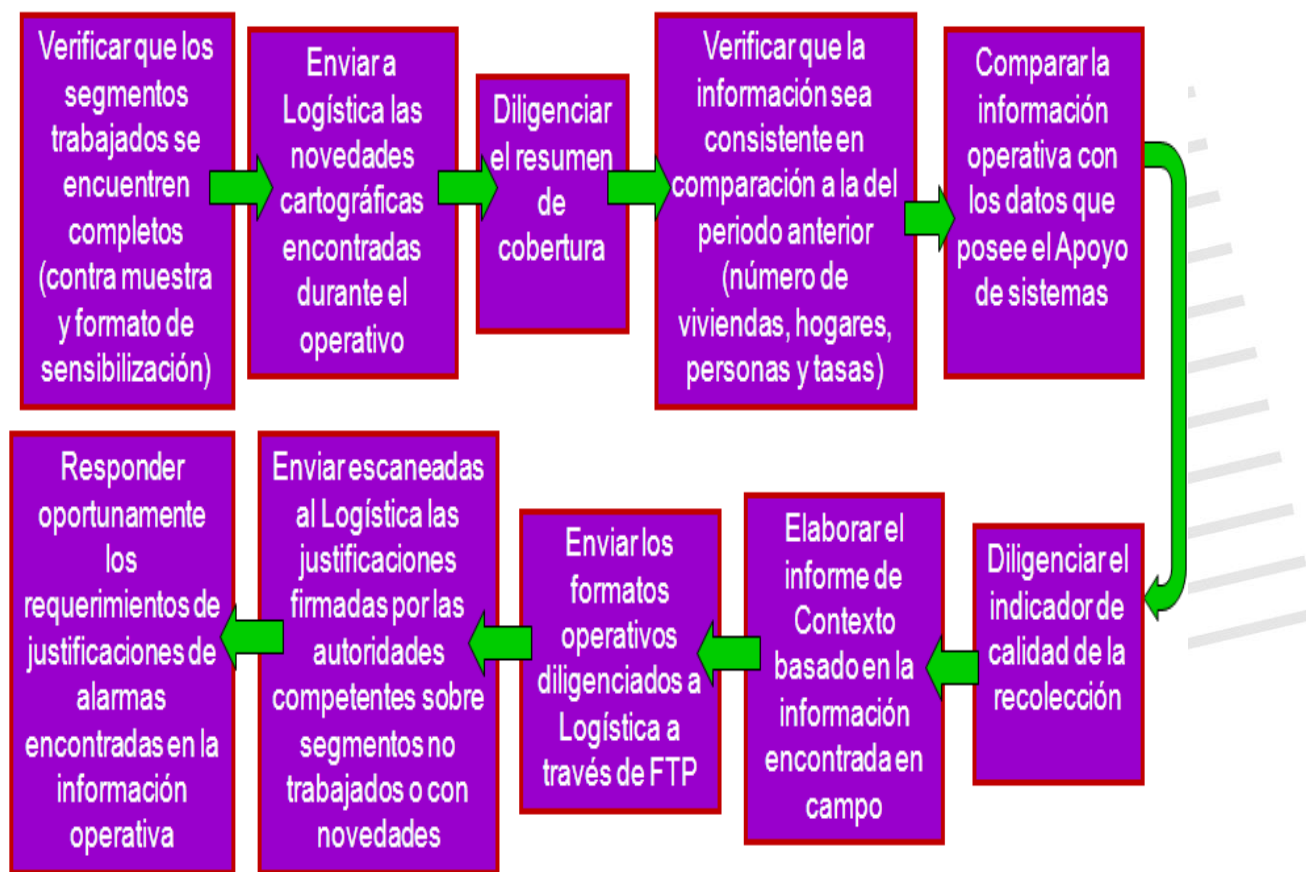 Verificar que los
segmentos
trabajados se
encuentren
completos
(contra muestra
y formato de
sensibilización)
Enviar a
Logística las
novedades
cartográficas
encontradas
durante el
operativo
Diligenciar
el resumen
de
cobertura
Verificar que la
información sea
consistente en
comparación a la del
periodo anterior
(número de
viviendas, hogares,
personas y tasas)
Comparar la
información
operativa con
los datos que
posee el Apoyo
de sistemas
Diligenciar el
indicador de
calidad de la
recolección
Elaborar el
informe de
Contexto
basado en la
información
encontrada en
campo
Enviar los
formatos
operativos
diligenciados a
Logística a
través de FTP
Enviar escaneadas
al Logística las
justificaciones
firmadas por las
autoridades
competentes sobre
segmentos no
trabajados o con
novedades
Responder
oportunamente
los
requerimientos de
justificaciones de
alarmas
encontradas en la
información
operativa